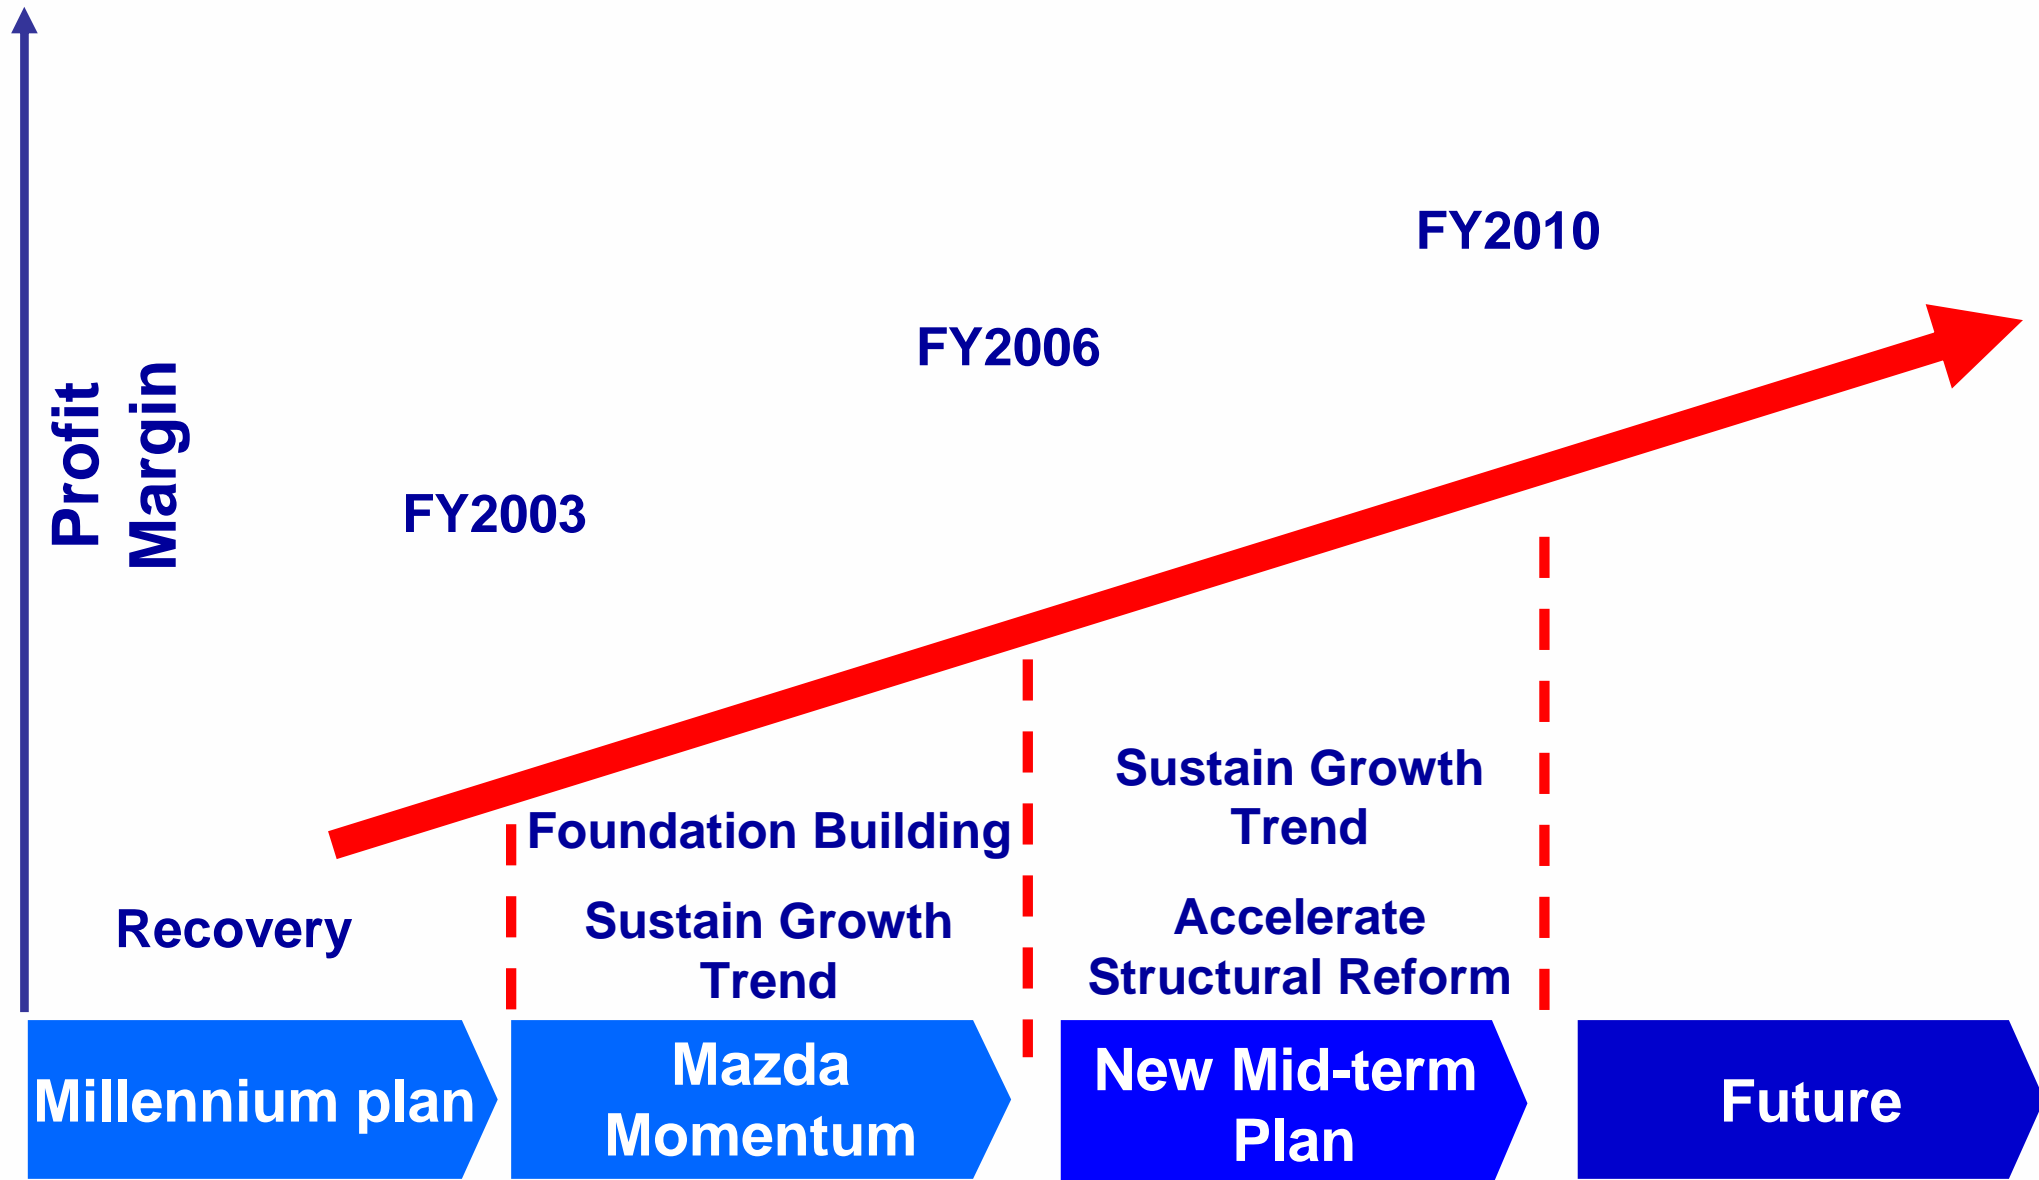 Profit
Margin
FY2003
FY2006
FY2010
Recovery
Foundation Building
Sustain Growth
Trend
Sustain Growth
Trend
Accelerate
Structural Reform
Millennium plan
Mazda
Momentum
New Mid-term
Plan
Future